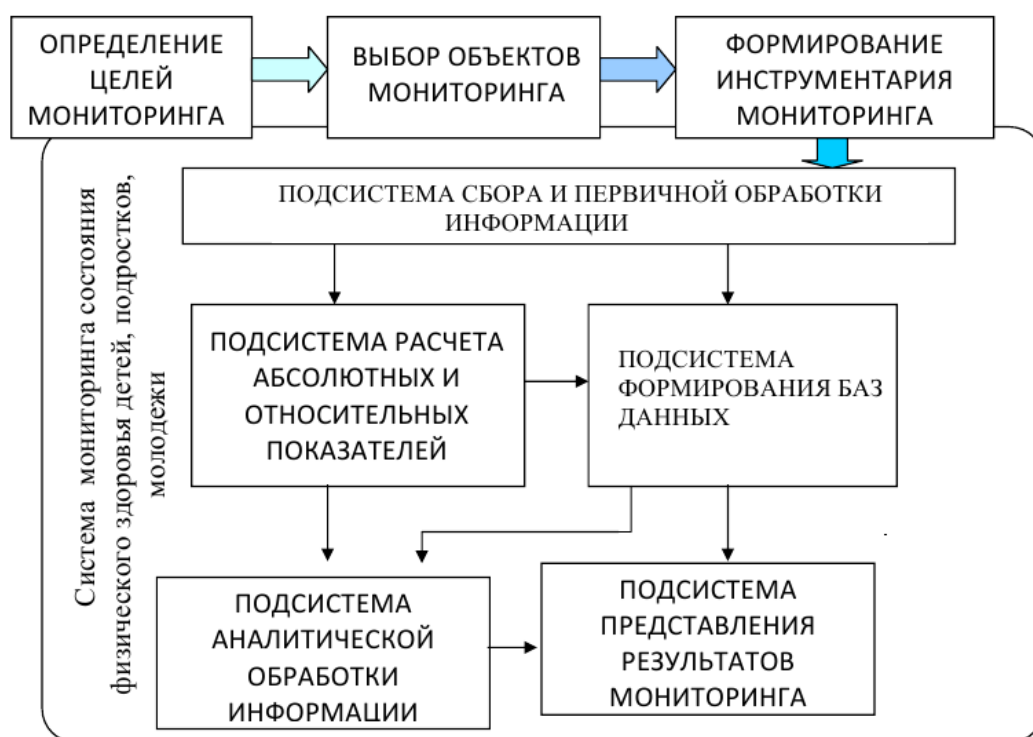 ОПРЕДЕЛЕНИЕ
ЦЕЛЕЙ
МОНИТОРИНГА
ВЫБОР ОБЪЕКТОВ
МОНИТОРИНГА
ФОРМИРОВАНИЕ
ИНСТРУМЕНТАРИЯ
МОНИТОРИНГА
Система мониторинга состояния
физического здоровья детей, подростков,
молодежи
ПОДСИСТЕМА СБОРА И ПЕРВИЧНОЙ ОБРАБОТКИ
ИНФОРМАЦИИ
ПОДСИСТЕМА РАСЧЕТА
АБСОЛЮТНЫХ И
ОТНОСИТЕЛЬНЫХ
ПОКАЗАТЕЛЕЙ
ПОДСИСТЕМА
ФОРМИРОВАНИЯ БАЗ
ДАННЫХ
ПОДСИСТЕМА
АНАЛИТИЧЕСКОЙ
ОБРАБОТКИ
ИНФОРМАЦИИ
ПОДСИСТЕМА
ПРЕДСТАВЛЕНИЯ
РЕЗУЛЬТАТОВ
МОНИТОРИНГА